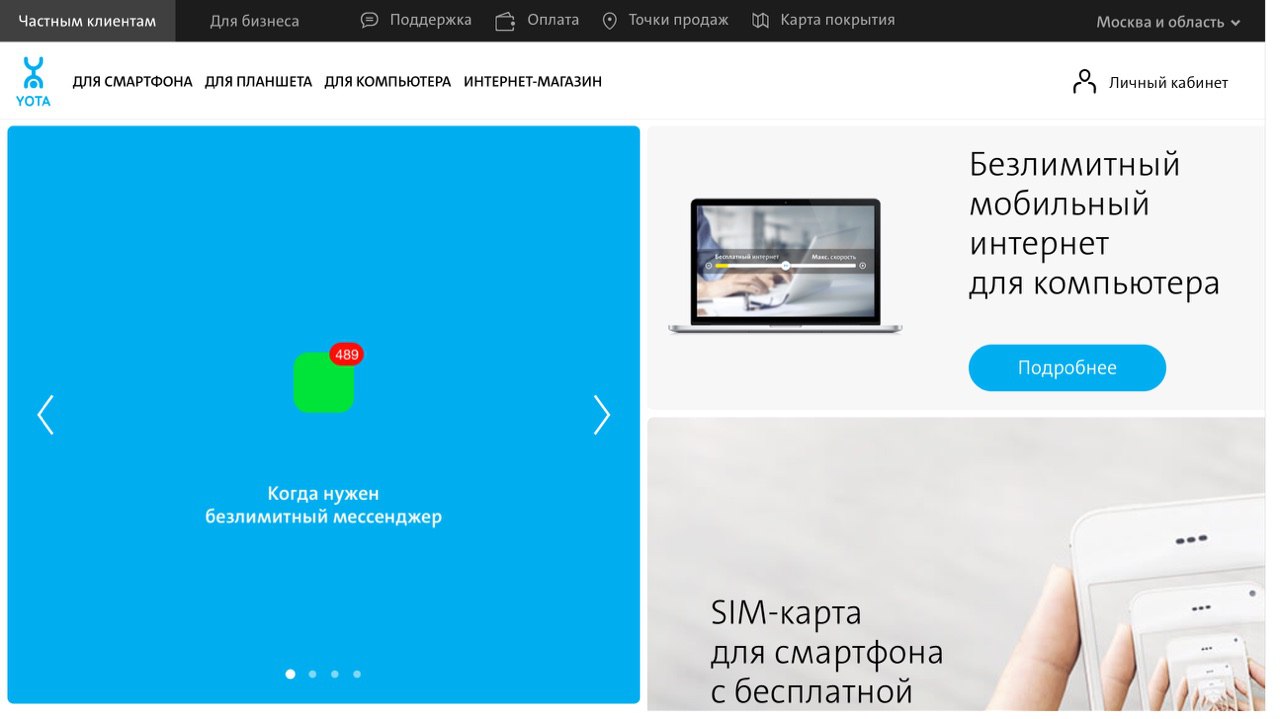 Частным клиентам
Для бизнеса
Поддержка
Оплата
Точки продаж
Карта покрытия
Москва и область
YOTA
ДЛЯ СМАРТФОНА
ДЛЯ ПЛАНШЕТА
ДЛЯ КОМПЬЮТЕРА
ИНТЕРНЕТ-МАГАЗИН
Личный кабинет
489
Когда нужен
безлимитный мессенджер
Бесплатный интернет
Макс. скорость
Безлимитный
мобильный
интернет
для компьютера
Подробнее
SIM-карта
для смартфона
с бесплатной